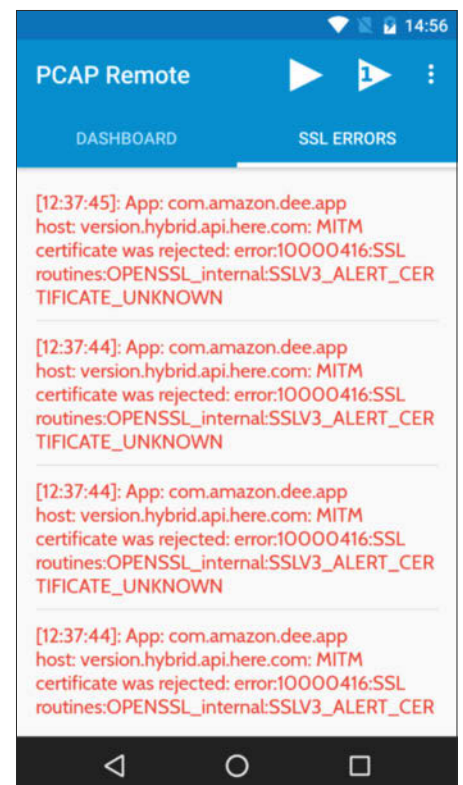 14:56
PCAP Remote
1
DASHBOARD SSL ERRORS
[12:37:45]: App: com.amazon.dee.app
host: version.hybrid.api.here.com: MITM
certificate was rejected: error:10000416:SSL
routines:OPENSSL_internal:SSLV3_ALERT_CER
TIFICATE_UNKNOWN
[12:37:44]: App: com.amazon.dee.app
host: version.hybrid.api.here.com: MITM
certificate was rejected: error:10000416:SSL
routines:OPENSSL_internal:SSLV3_ALERT_CER
TIFICATE_UNKNOWN
[12:37:44]: App: com.amazon.dee.app
host: version.hybrid.api.here.com: MITM
certificate was rejected: error:10000416:SSL
routines:OPENSSL_internal:SSLV3_ALERT_CER
TIFICATE_UNKNOWN
[12:37:44]: App: com.amazon.dee.app
host: version.hybrid.api.here.com: MITM
certificate was rejected: error:10000416:SSL
routines:OPENSSL_internal:SSLV3_ALERT_CER